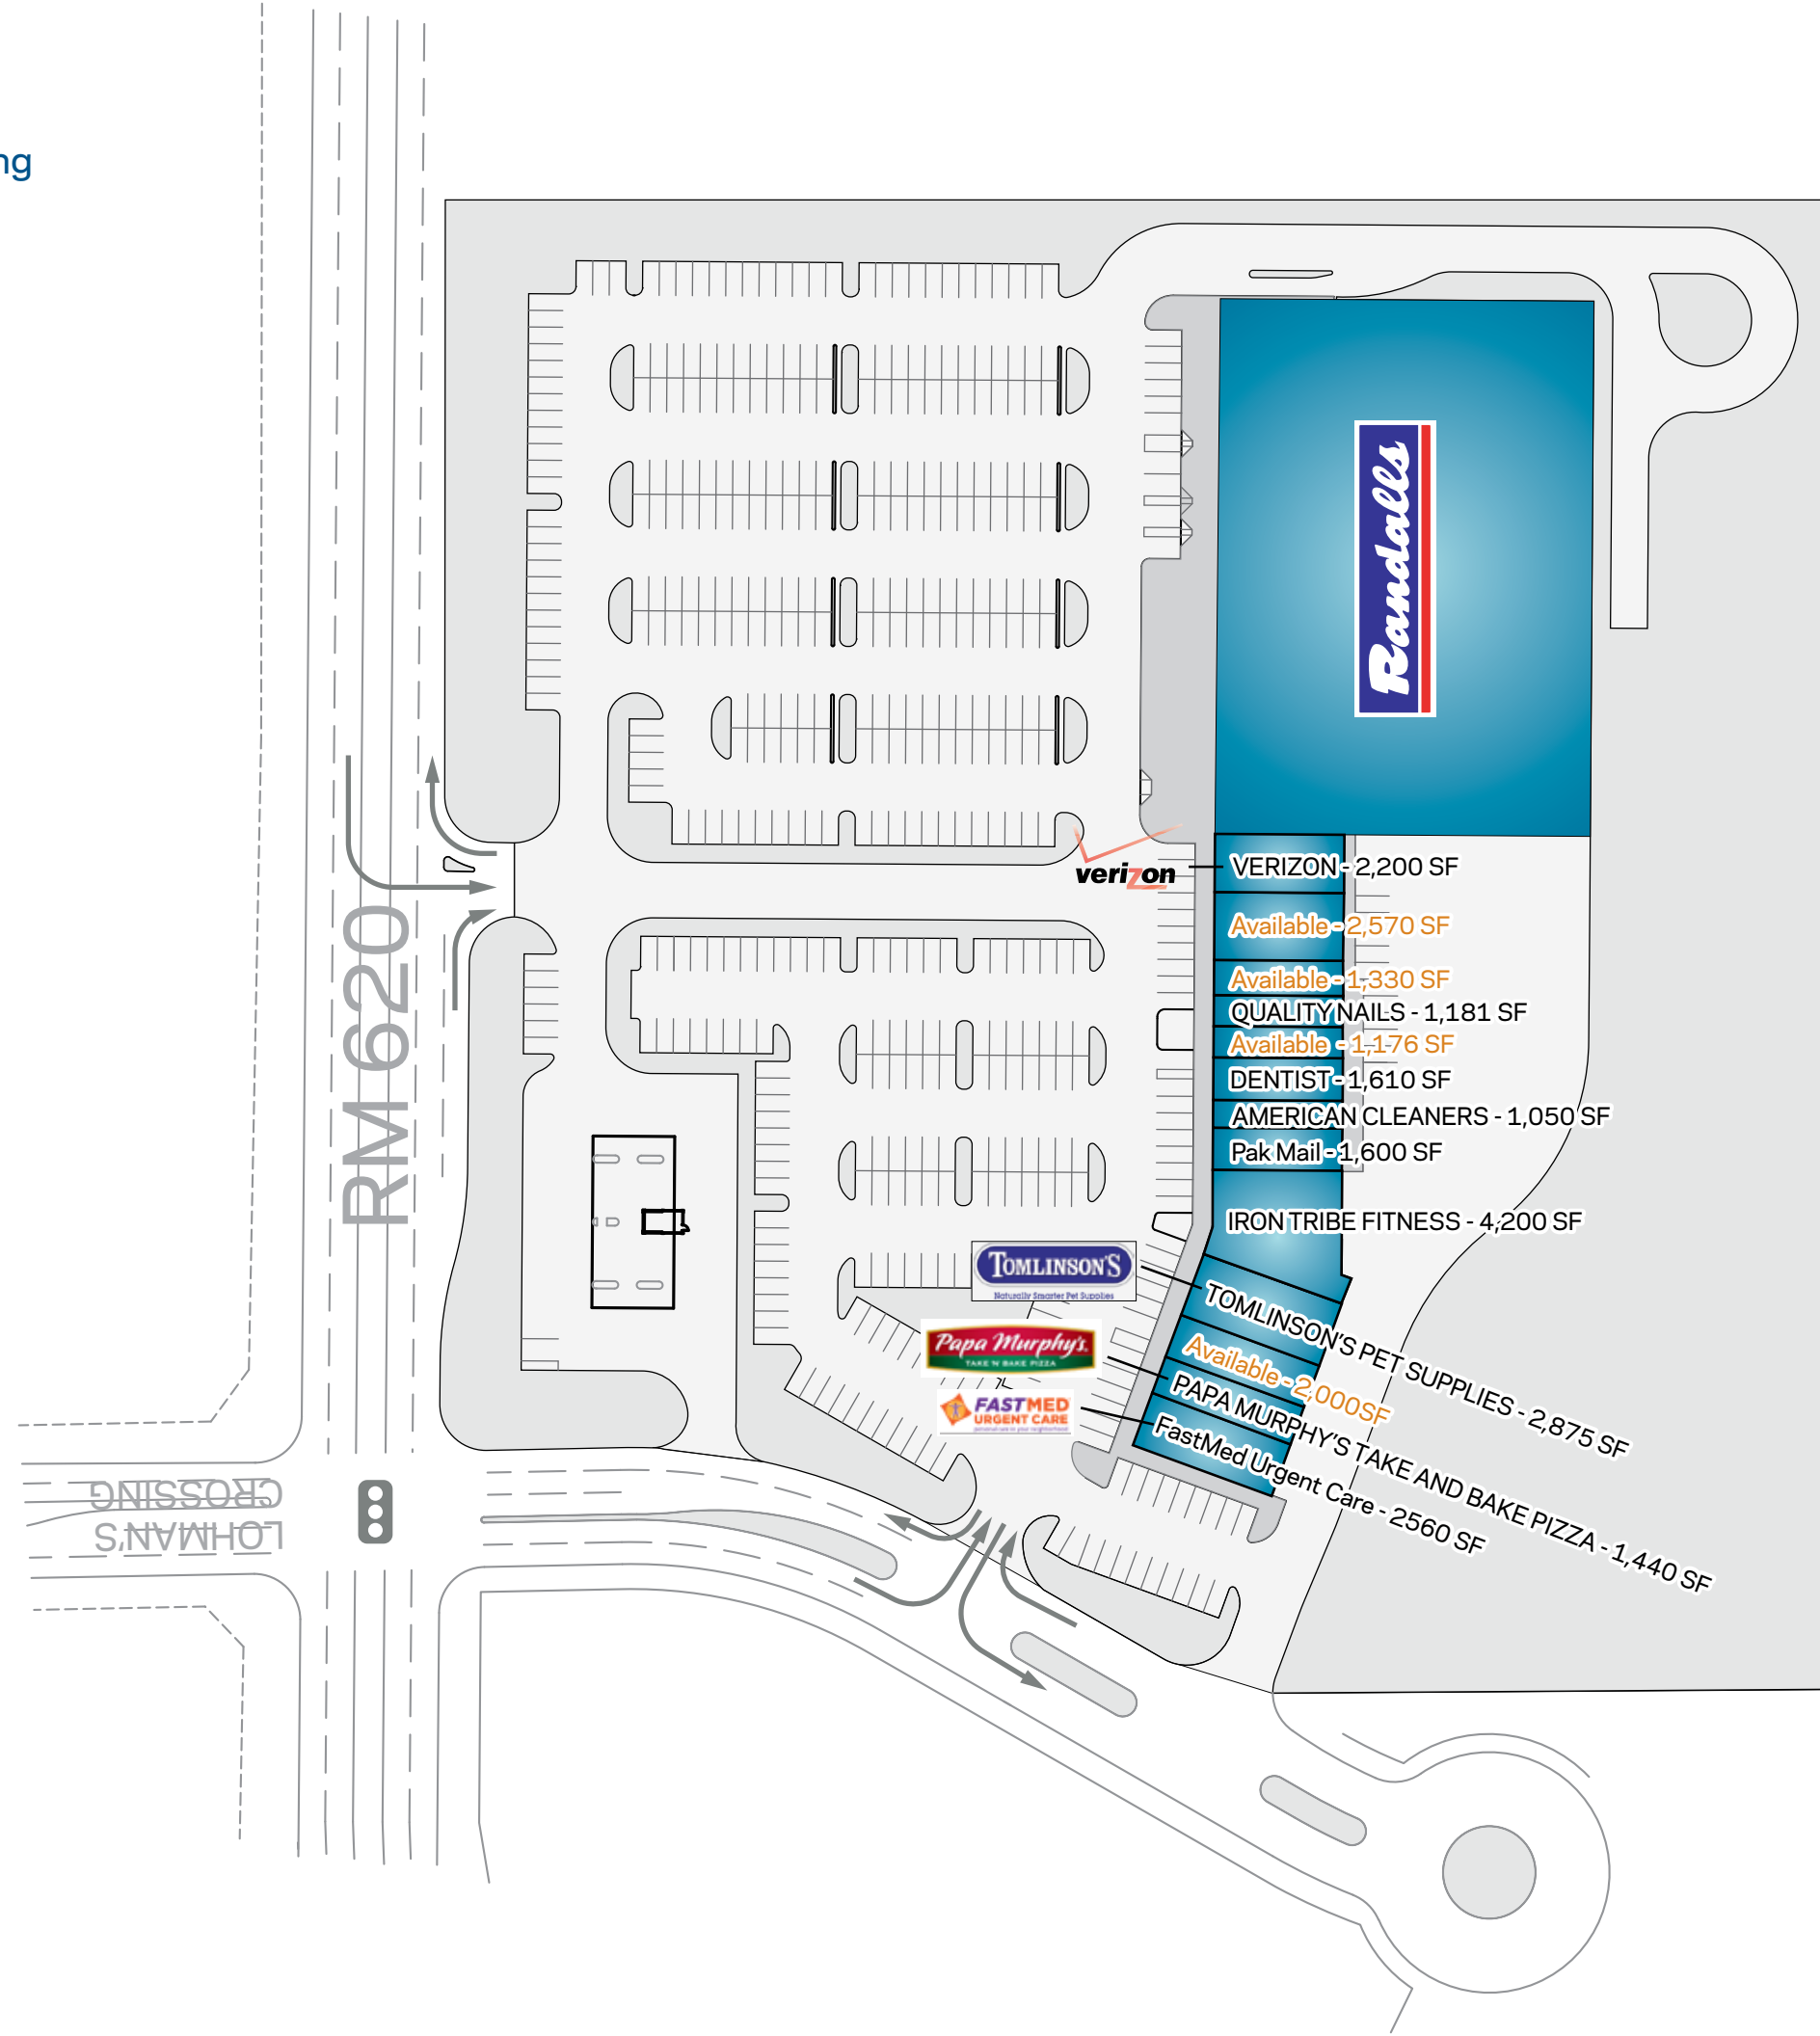 ng
Randalls
verizon
VERIZON - 2,200 SF
Available - 2,570 SF
Available - 1,330 SF
QUALITY NAILS - 1,181 SF
Available - 1,176 SF
DENTIST - 1,610 SF
AMERICAN CLEANERS - 1,050 SF
Pak Mail - 1,600 SF
IRON TRIBE FITNESS - 4,200 SF
RM 620
TOMLINSON'S
Naturally Smarter Pet Supplies
TOMLINSON'S PET SUPPLIES - 2,875 SF
Available - 2,000SF
Papa Murphy's
TAKE 'N' BAKE PIZZA
PAPA MURPHY'S TAKE AND BAKE PIZZA - 1,440 SF
FASTMED
URGENT CARE
FastMed Urgent Care - 2560 SF
LOHMAN'S
CROSSING